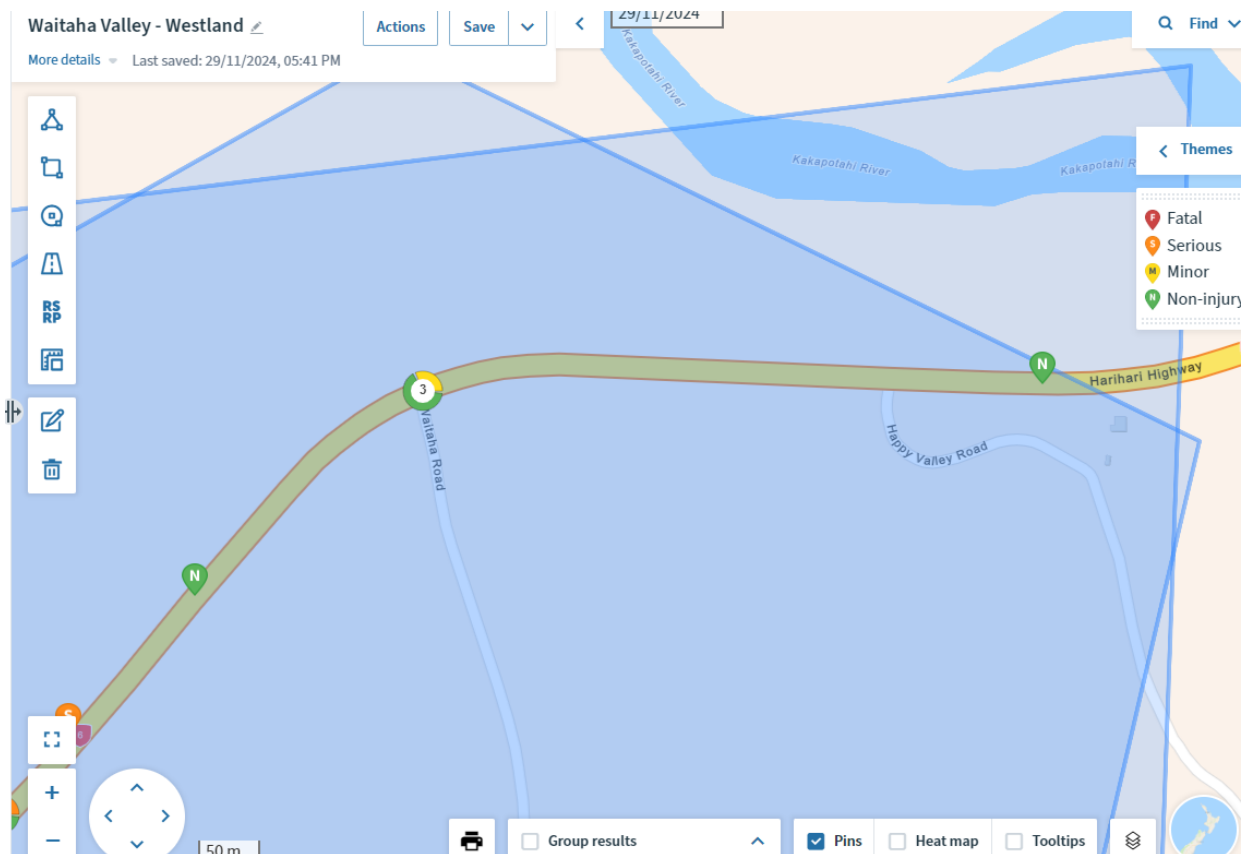 Waitaha Valley - Westland
Actions
Save
29/11/2024
Find
More details
Last saved: 29/11/2024, 05:41 PM
Kakapotahi River
Kakapotahi River
Kakapotahi R
Themes
F Fatal
S Serious
M Minor
N Non-injury
RS
RP
N
3
Harihari Highway
Waitaha Road
Happy Valley Road
N
S
6
+
−
50 m
Group results
Pins
Heat map
Tooltips